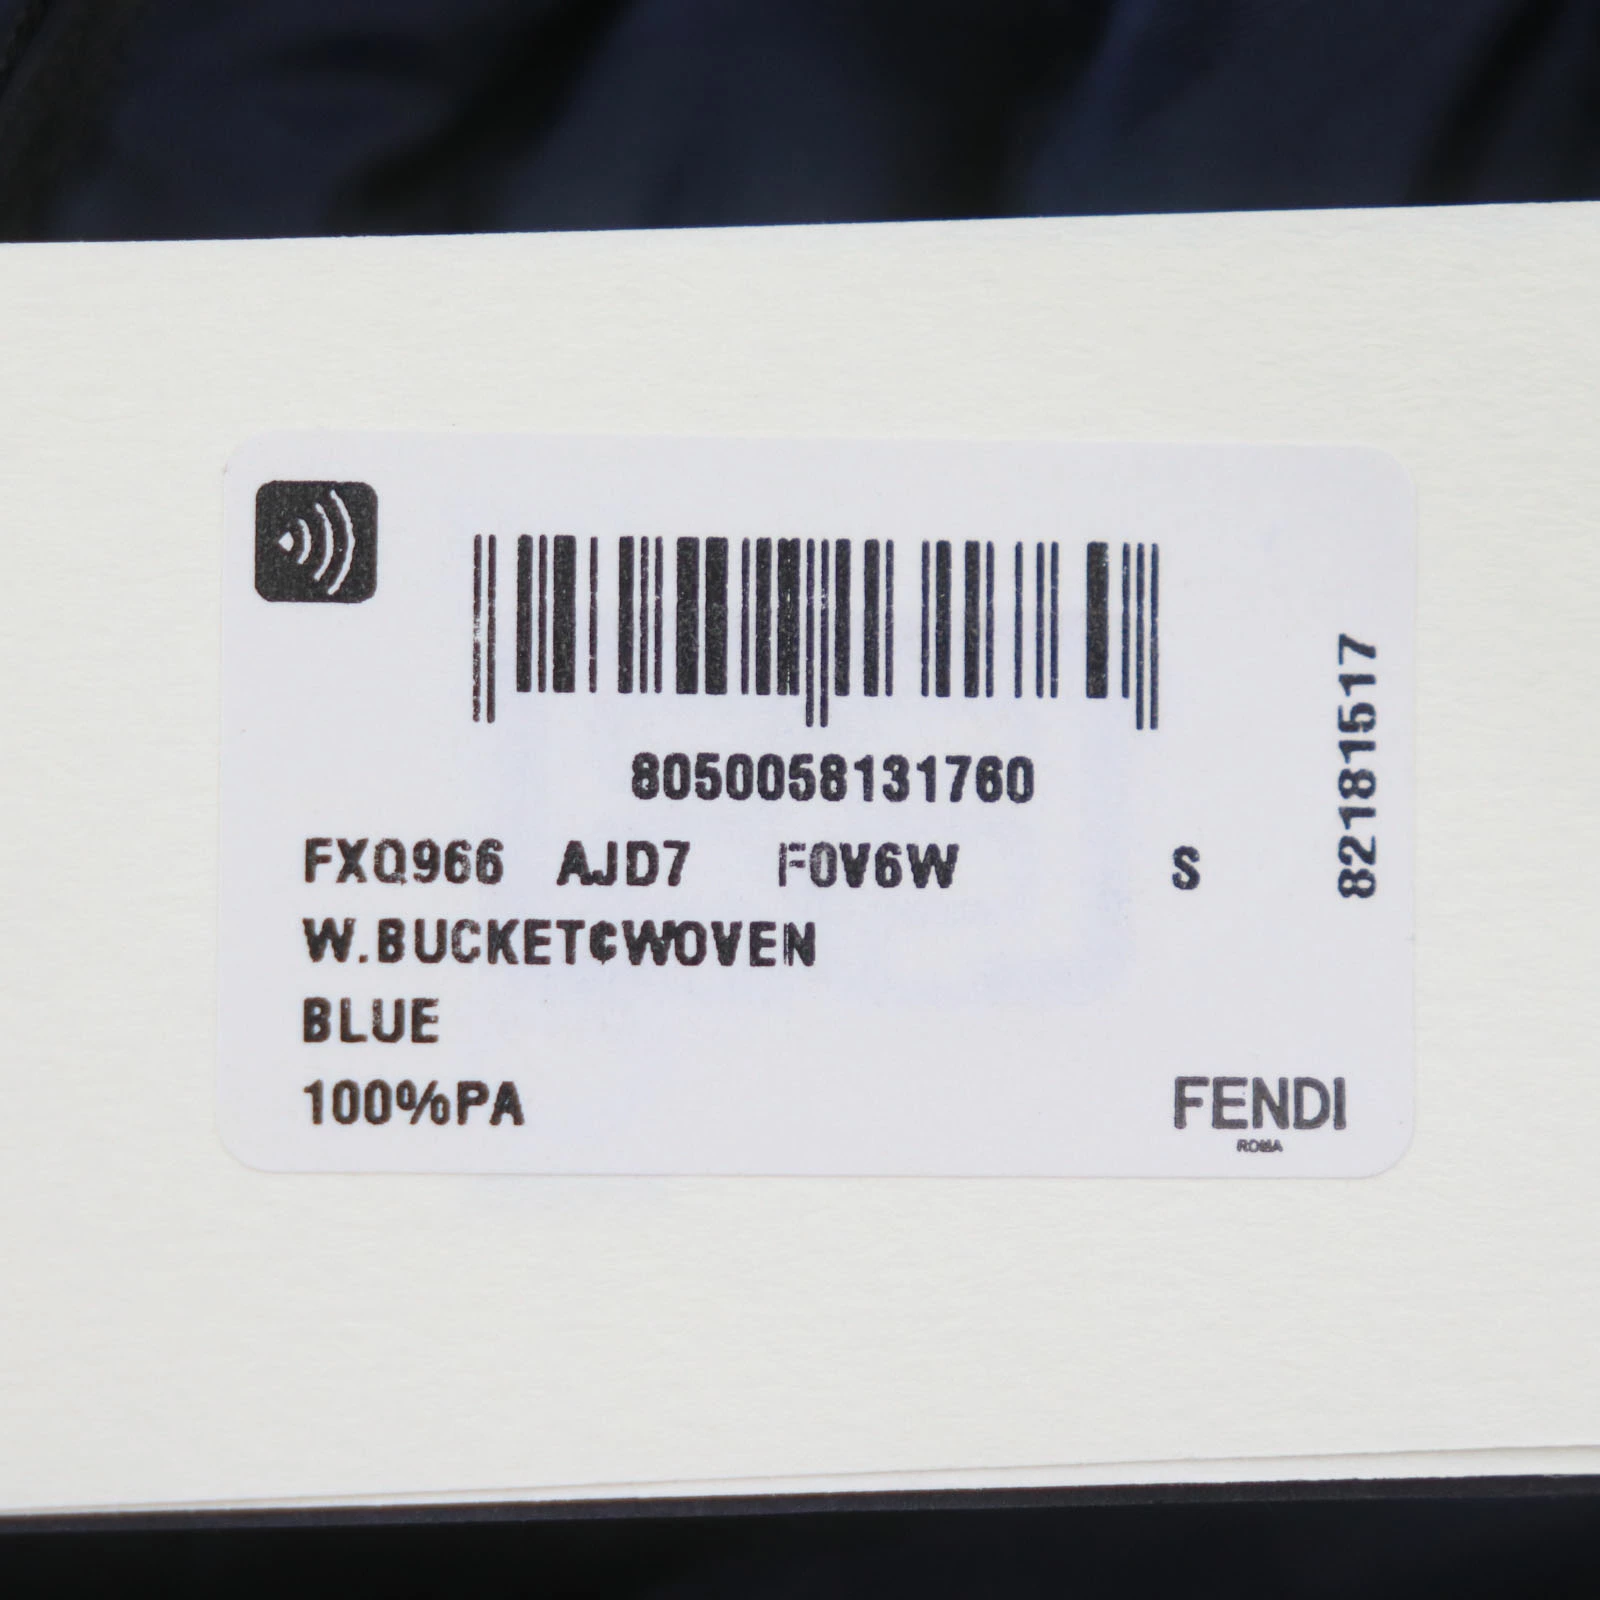 8050058131760
FXQ966 AJD7 F0V6W S
W.BUCKET¢WOVEN
BLUE
100%PA
FENDI
ROMA
82181517